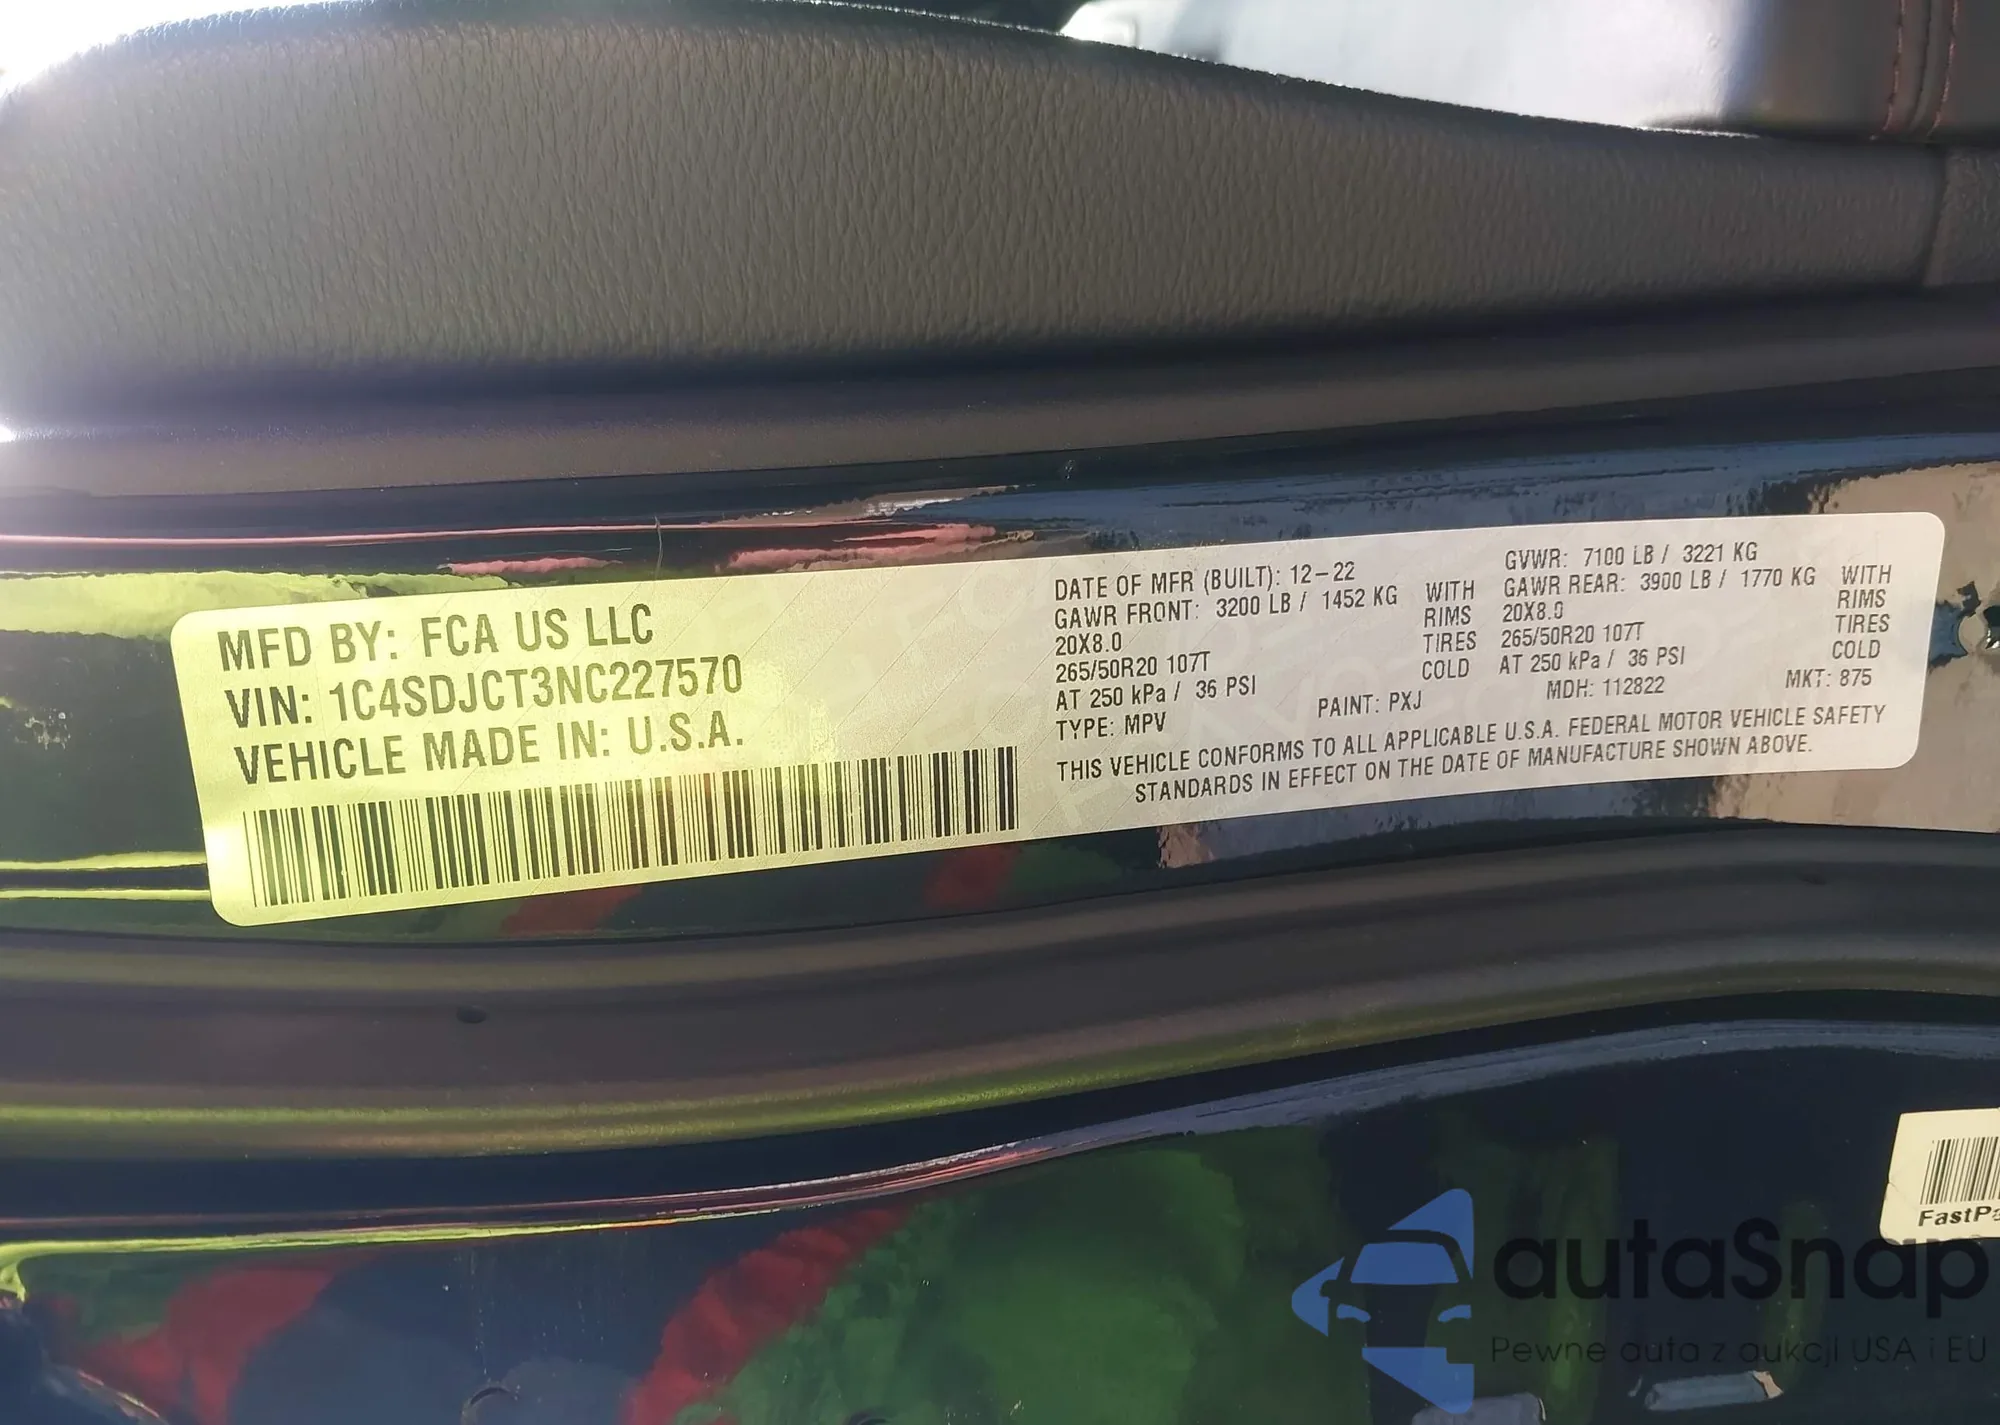 MFD BY: FCA US LLC
VIN: 1C4SDJCT3NC227570
VEHICLE MADE IN: U.S.A.
DATE OF MFR (BUILT): 12-22
GAWR FRONT: 3200 LB / 1452 KG WITH
20X8.0 RIMS
265/50R20 107T TIRES
AT 250 kPa / 36 PSI COLD
TYPE: MPV
PAINT: PXJ
GVWR: 7100 LB / 3221 KG
GAWR REAR: 3900 LB / 1770 KG WITH
20X8.0 RIMS
265/50R20 107T TIRES
AT 250 kPa / 36 PSI COLD
MDH: 112822
MKT: 875
THIS VEHICLE CONFORMS TO ALL APPLICABLE U.S.A. FEDERAL MOTOR VEHICLE SAFETY
STANDARDS IN EFFECT ON THE DATE OF MANUFACTURE SHOWN ABOVE.
FastPa
autaSnap
Pewne auta z aukcji USA i EU